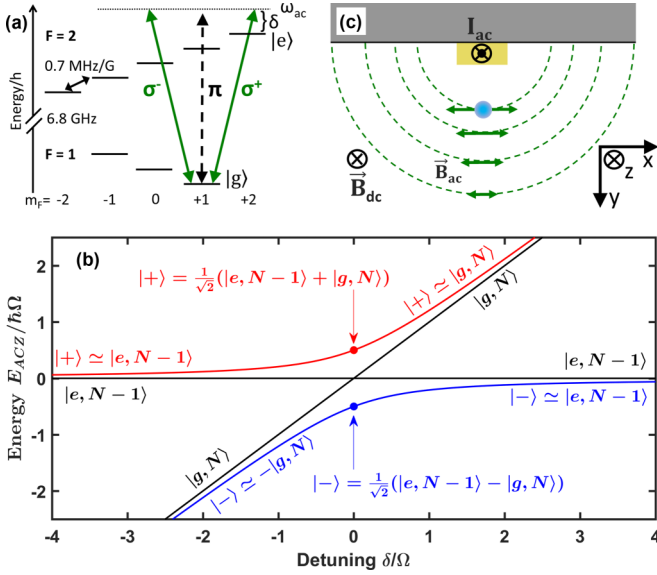 (a)
ω_ac
} δ
F = 2
|e⟩
0.7 MHz/G
σ⁻
π
σ⁺
Energy/h
6.8 GHz
F = 1
|g⟩
m_F= -2 -1 0 +1 +2
(c)
I_ac
B⃗_dc
B⃗_ac
z
x
y
(b)
|+⟩ = 1/√2(|e, N−1⟩ + |g, N⟩)
|+⟩ ≃ |g, N⟩
|g, N⟩
|+⟩ ≃ |e, N−1⟩
|e, N−1⟩
|e, N−1⟩
|−⟩ ≃ |e, N−1⟩
|g, N⟩
|−⟩ ≃ −|g, N⟩
|−⟩ = 1/√2(|e, N−1⟩ − |g, N⟩)
Energy E_ACZ/ℏΩ
2
1
0
-1
-2
-4 -3 -2 -1 0 1 2 3 4
Detuning δ/Ω